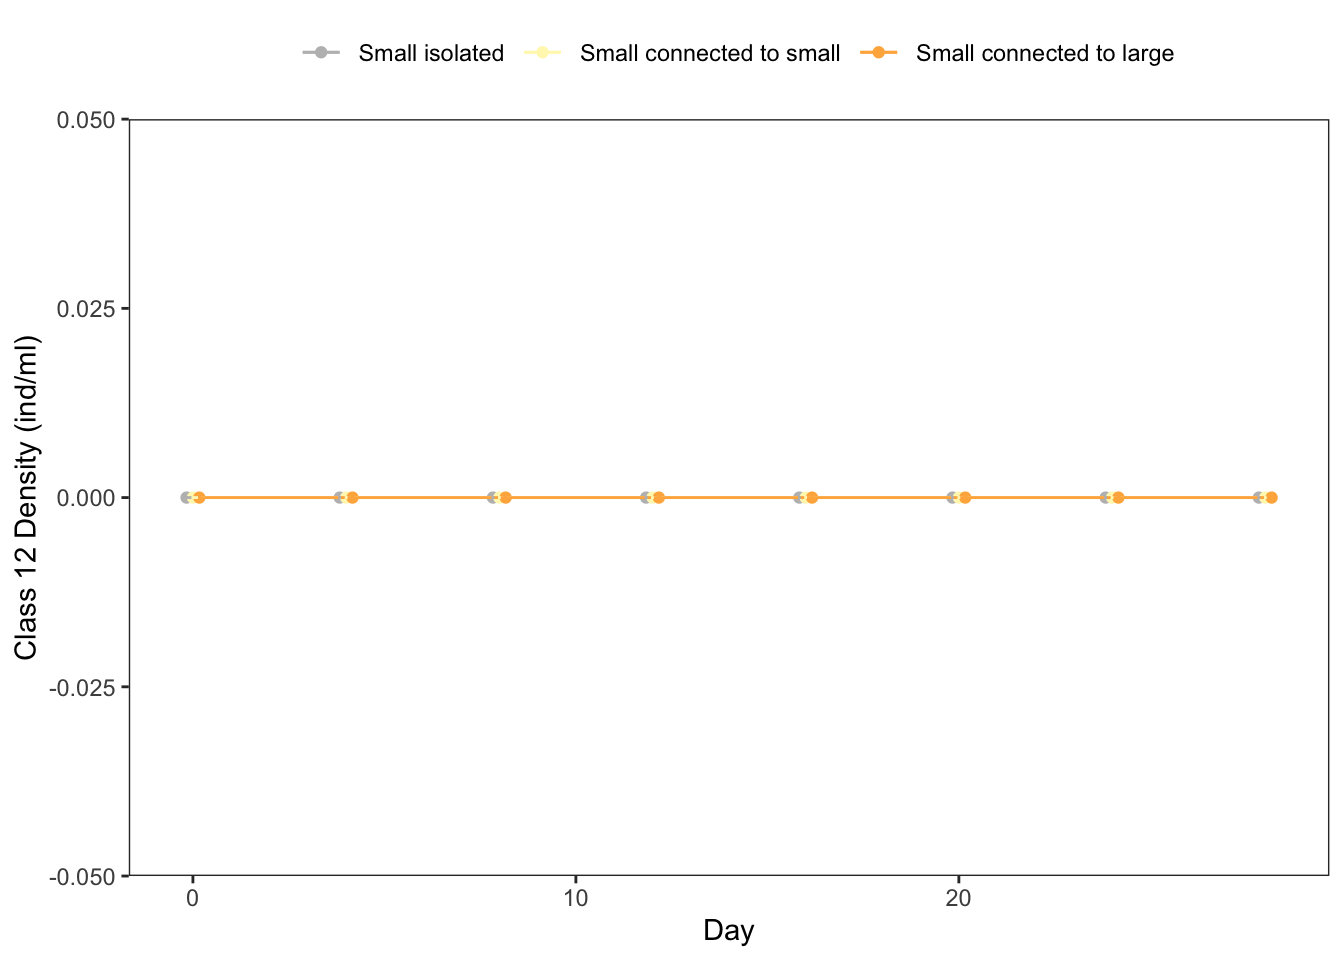 Small isolated Small connected to small Small connected to large
0.050
0.025
0.000
-0.025
-0.050
Class 12 Density (ind/ml)
0 10 20
Day